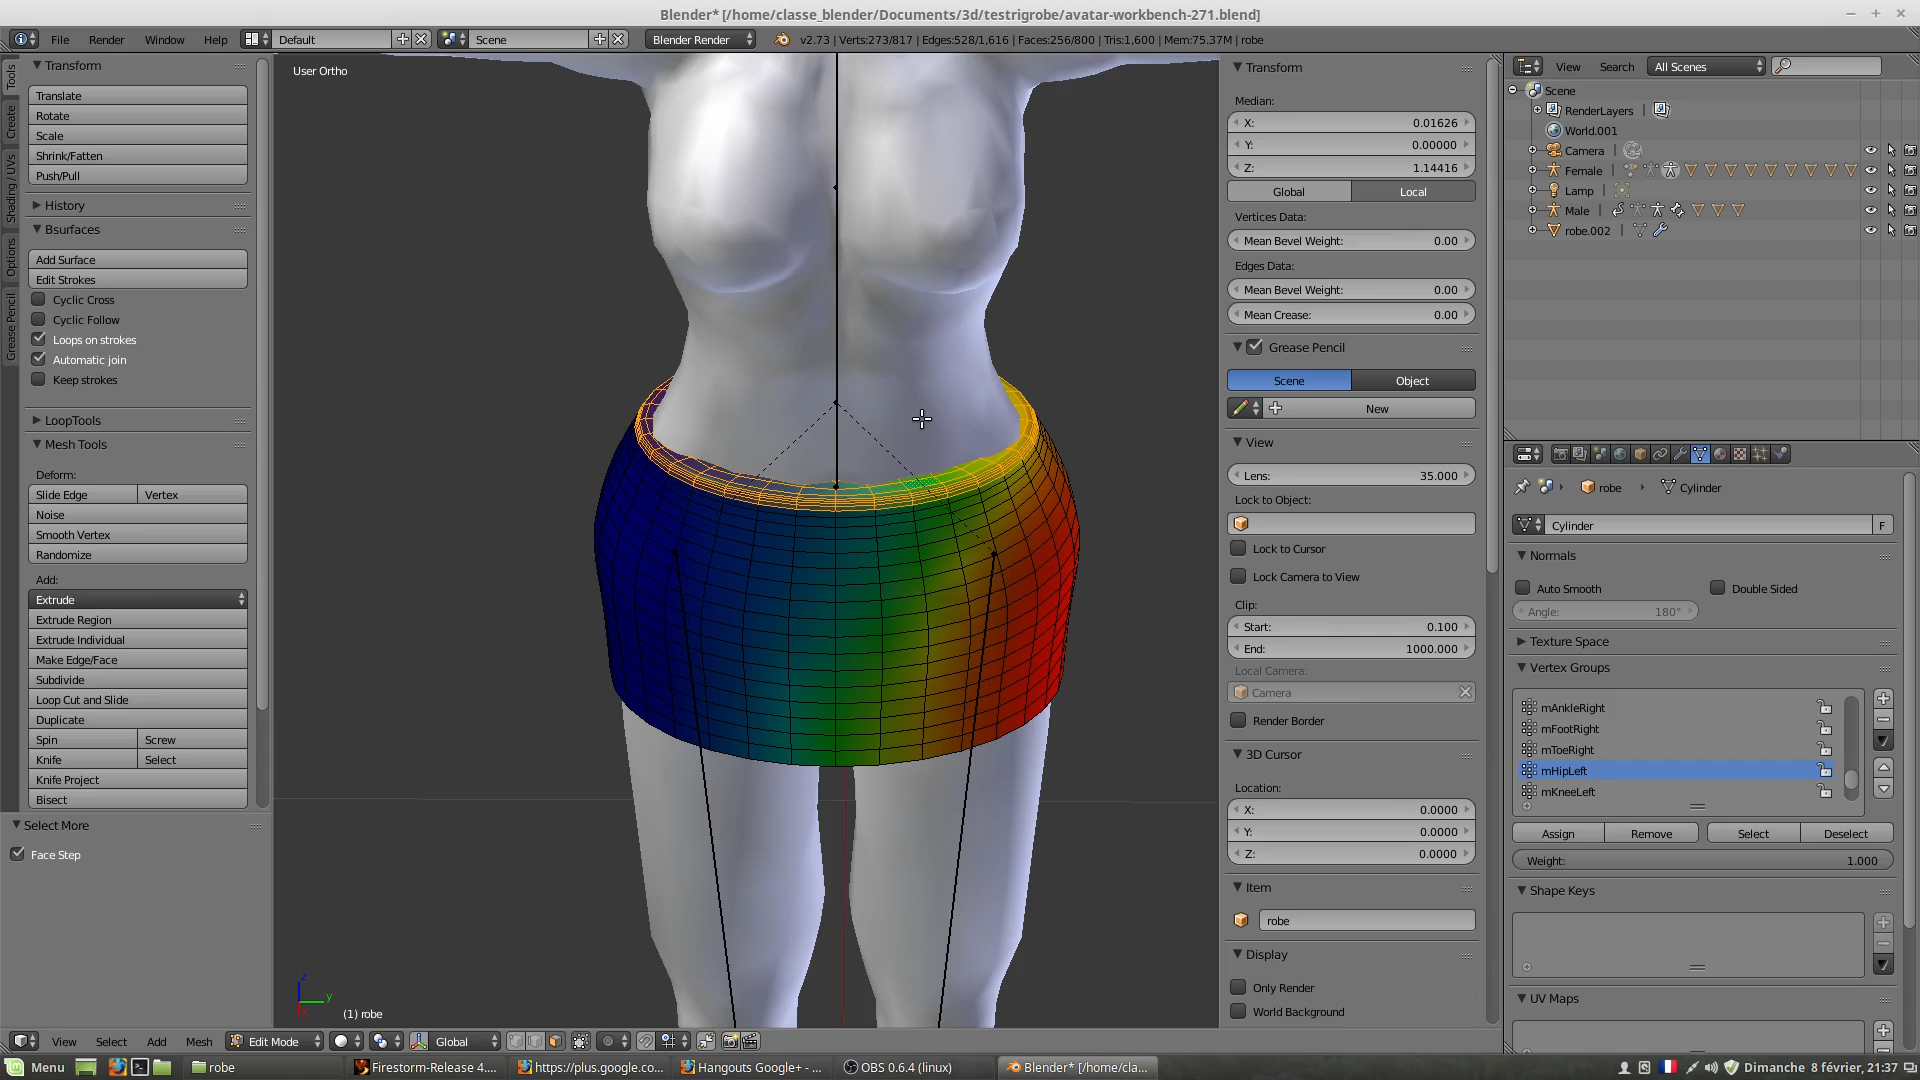 Blender* [/home/classe_blender/Documents/3d/testrigrobe/avatar-workbench-271.blend]
File Render Window Help Default Scene Blender Render v2.73 | Verts:273/817 | Edges:528/1,616 | Faces:256/800 | Tris:1,600 | Mem:75.37M | robe
Tools
Create
Shading / UVs
Options
Grease Pencil
Transform
Translate
Rotate
Scale
Shrink/Fatten
Push/Pull
History
Bsurfaces
Add Surface
Edit Strokes
Cyclic Cross
Cyclic Follow
Loops on strokes
Automatic join
Keep strokes
LoopTools
Mesh Tools
Deform:
Slide Edge Vertex
Noise
Smooth Vertex
Randomize
Add:
Extrude
Extrude Region
Extrude Individual
Make Edge/Face
Subdivide
Loop Cut and Slide
Duplicate
Spin Screw
Knife Select
Knife Project
Bisect
Select More
Face Step
User Ortho
z
y
(1) robe
Transform
Median:
X: 0.01626
Y: 0.00000
Z: 1.14416
Global Local
Vertices Data:
Mean Bevel Weight: 0.00
Edges Data:
Mean Bevel Weight: 0.00
Mean Crease: 0.00
Grease Pencil
Scene Object
New
View
Lens: 35.000
Lock to Object:
Lock to Cursor
Lock Camera to View
Clip:
Start: 0.100
End: 1000.000
Local Camera:
Camera
Render Border
3D Cursor
Location:
X: 0.0000
Y: 0.0000
Z: 0.0000
Item
robe
Display
Only Render
World Background
View Search All Scenes
Scene
RenderLayers |
World.001
Camera |
Female |
Lamp |
Male |
robe.002 |
robe Cylinder
Cylinder F
Normals
Auto Smooth Double Sided
Angle: 180°
Texture Space
Vertex Groups
mAnkleRight
mFootRight
mToeRight
mHipLeft
mKneeLeft
Assign Remove Select Deselect
Weight: 1.000
Shape Keys
UV Maps
View Select Add Mesh Edit Mode Global
Menu robe Firestorm-Release 4.... https://plus.google.co... Hangouts Google+ - ... OBS 0.6.4 (linux) Blender* [/home/cla... Dimanche 8 février, 21:37